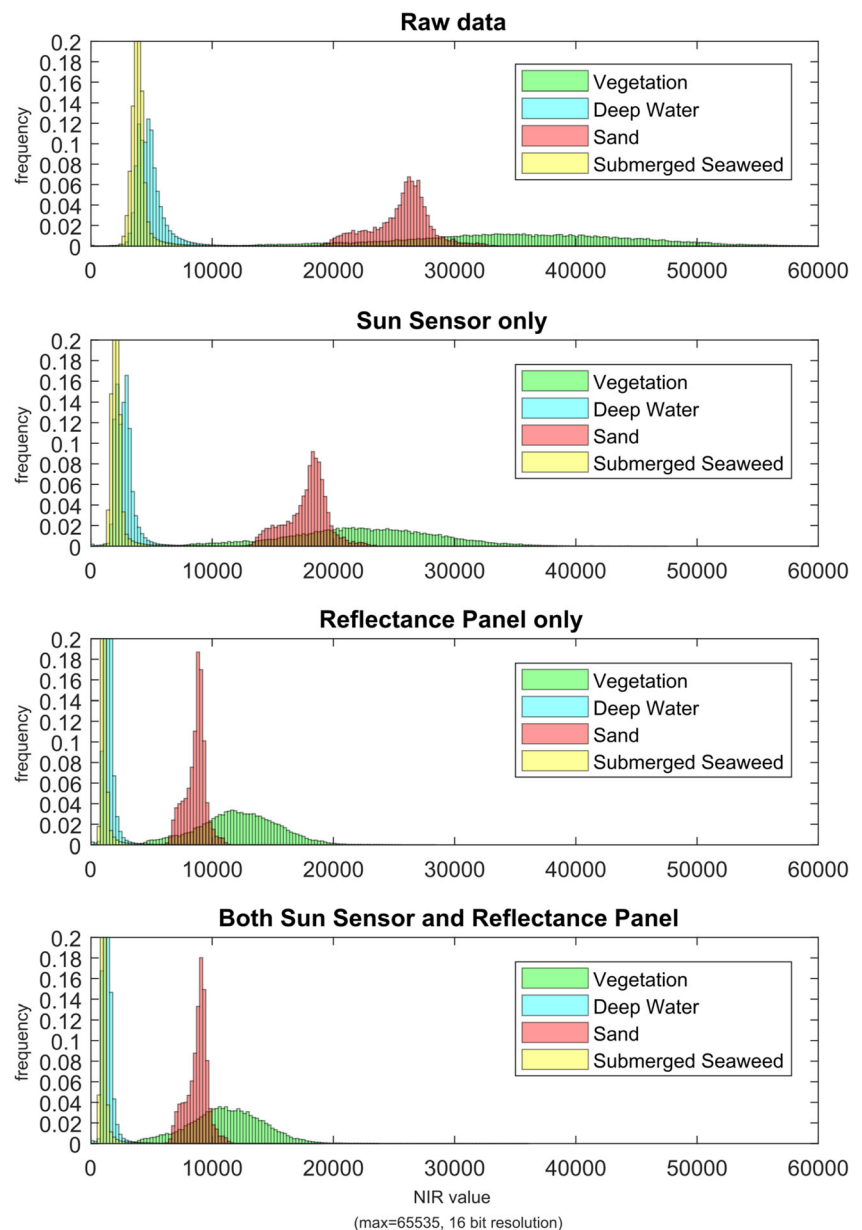 Raw data
frequency
0.2
0.18
0.16
0.14
0.12
0.1
0.08
0.06
0.04
0.02
0
0 10000 20000 30000 40000 50000 60000
Vegetation
Deep Water
Sand
Submerged Seaweed
Sun Sensor only
frequency
0.2
0.18
0.16
0.14
0.12
0.1
0.08
0.06
0.04
0.02
0
0 10000 20000 30000 40000 50000 60000
Vegetation
Deep Water
Sand
Submerged Seaweed
Reflectance Panel only
frequency
0.2
0.18
0.16
0.14
0.12
0.1
0.08
0.06
0.04
0.02
0
0 10000 20000 30000 40000 50000 60000
Vegetation
Deep Water
Sand
Submerged Seaweed
Both Sun Sensor and Reflectance Panel
frequency
0.2
0.18
0.16
0.14
0.12
0.1
0.08
0.06
0.04
0.02
0
0 10000 20000 30000 40000 50000 60000
Vegetation
Deep Water
Sand
Submerged Seaweed
NIR value
(max=65535, 16 bit resolution)